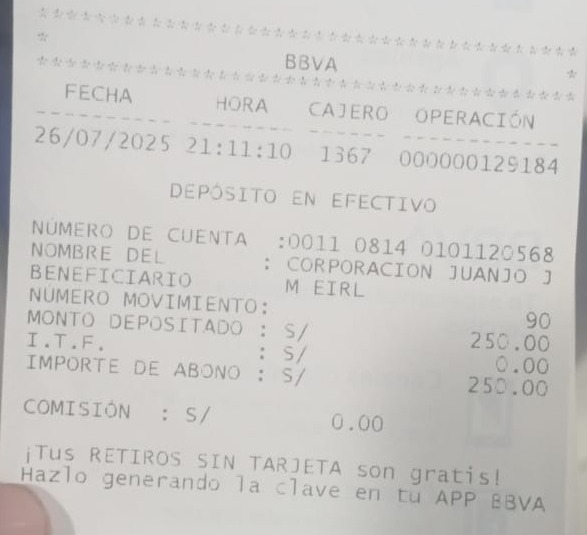 ****************************************
*
BBVA
*
****************************************
FECHA HORA CAJERO OPERACIÓN
---------- -------- ------ ------------
26/07/2025 21:11:10 1367 000000129184
DEPÓSITO EN EFECTIVO
NÚMERO DE CUENTA :0011 0814 0101120568
NOMBRE DEL : CORPORACION JUANJO J
BENEFICIARIO M EIRL
NÚMERO MOVIMIENTO: 90
MONTO DEPOSITADO : S/ 250.00
I.T.F. : S/ 0.00
IMPORTE DE ABONO : S/ 250.00
COMISIÓN : S/ 0.00
¡Tus RETIROS SIN TARJETA son gratis!
Hazlo generando la clave en tu APP BBVA